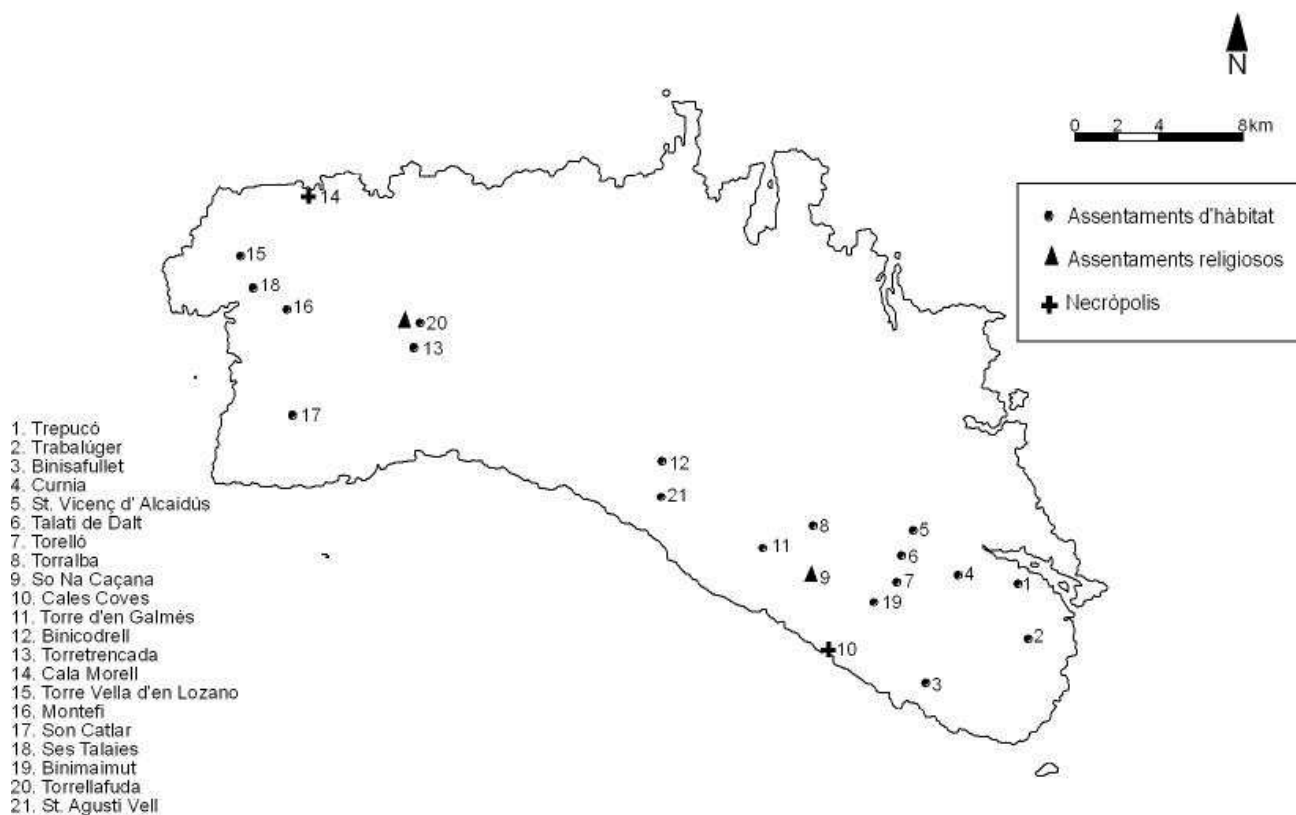 N
0 2 4 8km
Assentaments d'hàbitat
Assentaments religiosos
Necròpolis
14
15
18
16
20
13
17
12
21
8
5
11
6
9
7
4
1
19
10
2
3
1. Trepucó
2. Trabalúger
3. Binisafullet
4. Curnia
5. St. Vicenç d' Alcaidús
6. Talatí de Dalt
7. Torelló
8. Torralba
9. So Na Caçana
10. Cales Coves
11. Torre d'en Galmés
12. Binicodrell
13. Torretrencada
14. Cala Morell
15. Torre Vella d'en Lozano
16. Montefí
17. Son Catlar
18. Ses Talaies
19. Binimaimut
20. Torrellafuda
21. St. Agustí Vell